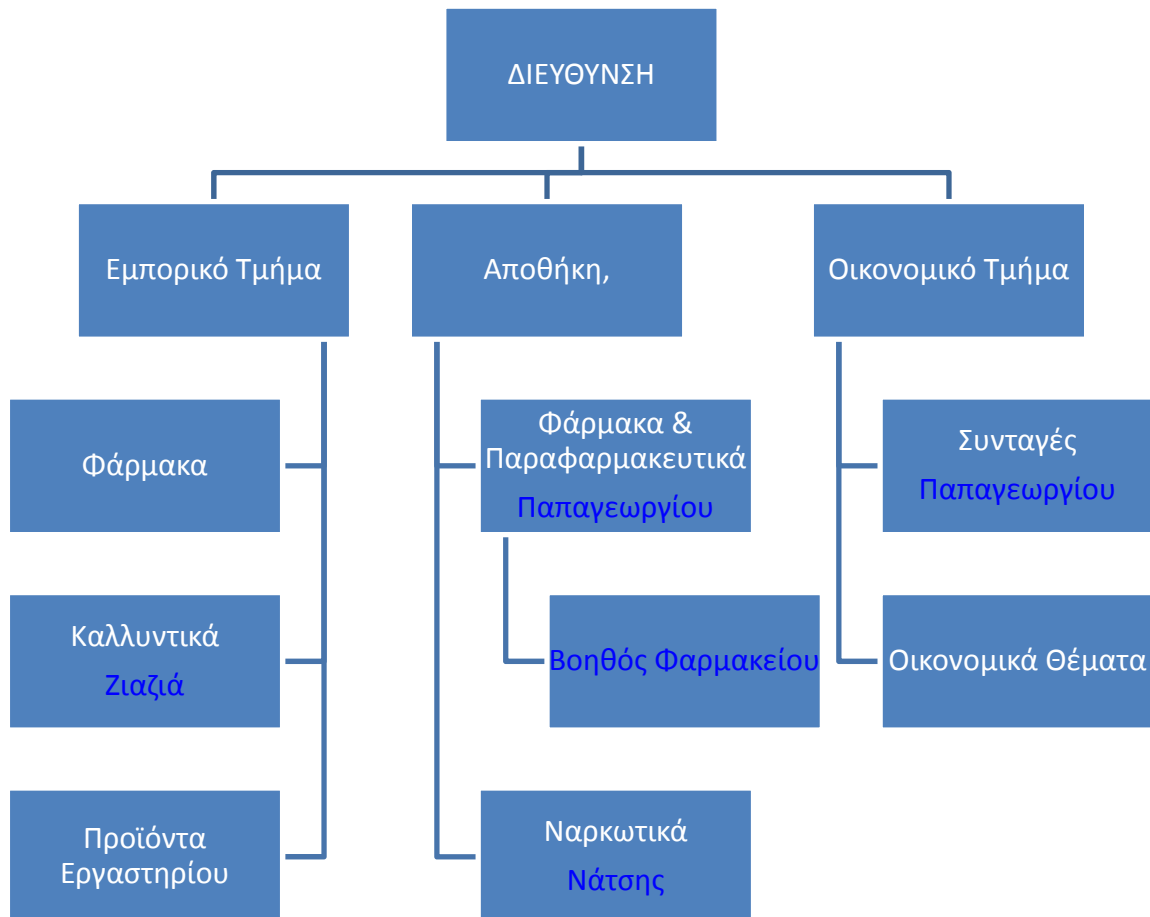 ΔΙΕΥΘΥΝΣΗ
Εμπορικό Τμήμα
Αποθήκη,
Οικονομικό Τμήμα
Φάρμακα
Φάρμακα &
Παραφαρμακευτικά
Παπαγεωργίου
Συνταγές
Παπαγεωργίου
Καλλυντικά
Ζιαζιά
Βοηθός Φαρμακείου
Οικονομικά Θέματα
Προϊόντα
Εργαστηρίου
Ναρκωτικά
Νάτσης